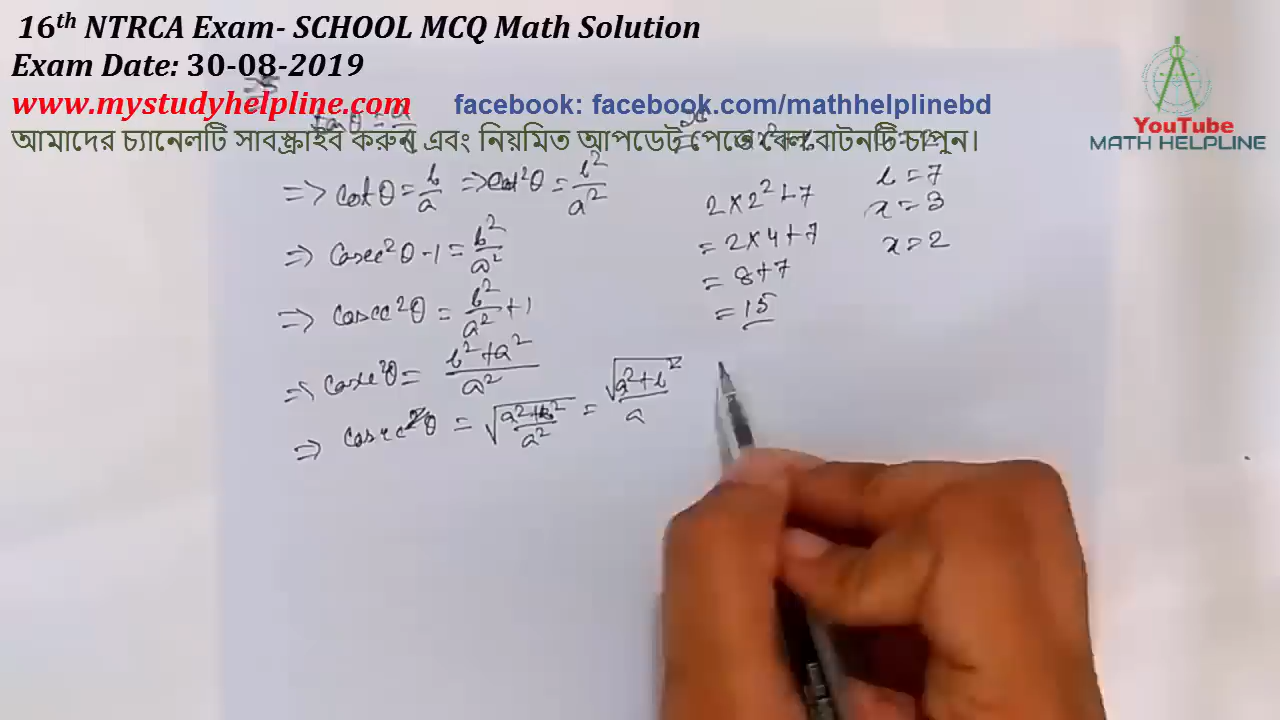 16th NTRCA Exam- SCHOOL MCQ Math Solution
Exam Date: 30-08-2019
www.mystudyhelpline.com facebook: facebook.com/mathhelplinebd
আমাদের চ্যানেলটি সাবস্ক্রাইব করুন এবং নিয়মিত আপডেট পেতে বেল বাটনটি চাপুন।
YouTube
MATH HELPLINE
=> cotθ = b/a => cot²θ = b²/a²
=> cosec²θ - 1 = b²/a²
=> cosec²θ = b²/a² + 1
=> cosec²θ = (b² + a²)/a²
=> cosec θ = √((a² + b²)/a²) = √(a² + b²)/a
2 × 2² + 7
= 2 × 4 + 7
= 8 + 7
= 15
b = 7
x = 3
x = 2